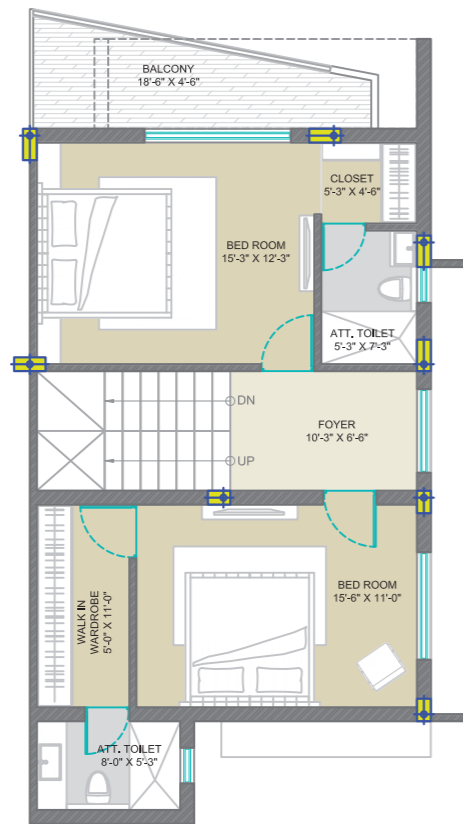 BALCONY
18'-6" X 4'-6"
CLOSET
5'-3" X 4'-6"
BED ROOM
15'-3" X 12'-3"
ATT. TOILET
5'-3" X 7'-3"
DN
FOYER
10'-3" X 6'-6"
UP
BED ROOM
15'-6" X 11'-0"
WALK IN
WARDROBE
5'-0" X 11'-0"
ATT. TOILET
8'-0" X 5'-3"